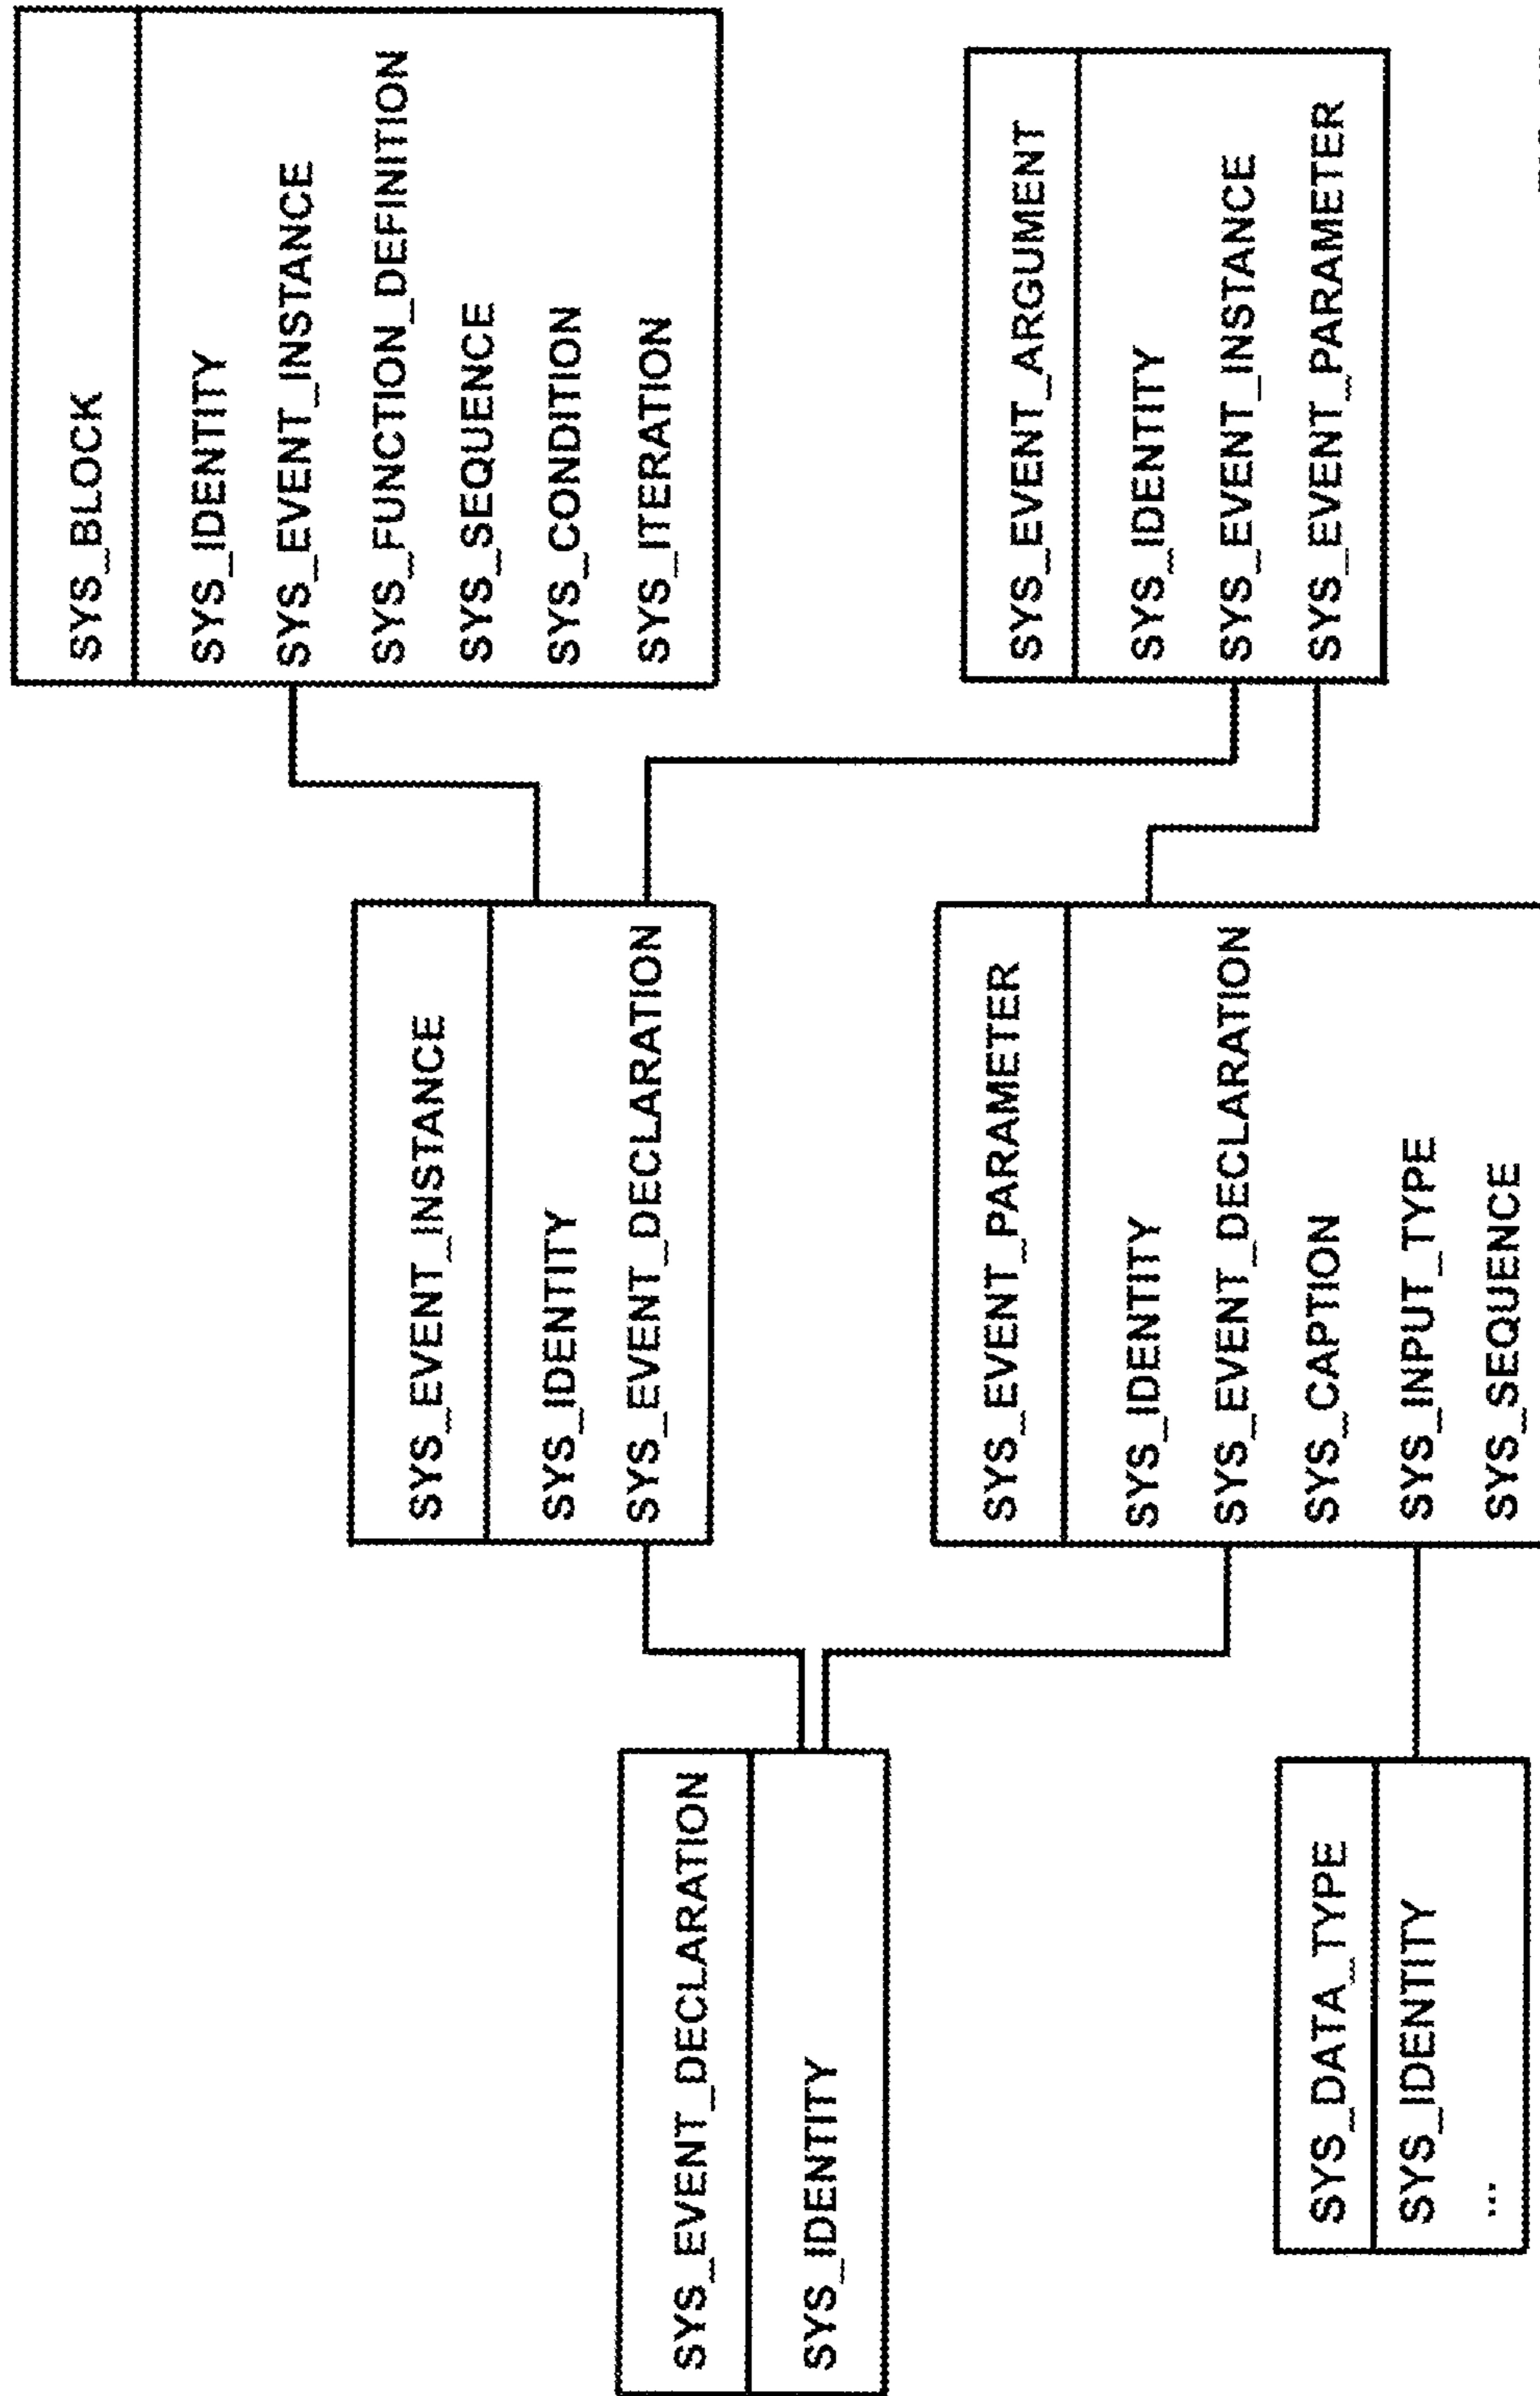 SYS_EVENT_DECLARATION
SYS_IDENTITY
SYS_DATA_TYPE
SYS_IDENTITY
...
SYS_EVENT_INSTANCE
SYS_IDENTITY
SYS_EVENT_DECLARATION
SYS_EVENT_PARAMETER
SYS_IDENTITY
SYS_EVENT_DECLARATION
SYS_CAPTION
SYS_INPUT_TYPE
SYS_SEQUENCE
SYS_BLOCK
SYS_IDENTITY
SYS_EVENT_INSTANCE
SYS_FUNCTION_DEFINITION
SYS_SEQUENCE
SYS_CONDITION
SYS_ITERATION
SYS_EVENT_ARGUMENT
SYS_IDENTITY
SYS_EVENT_INSTANCE
SYS_EVENT_PARAMETER